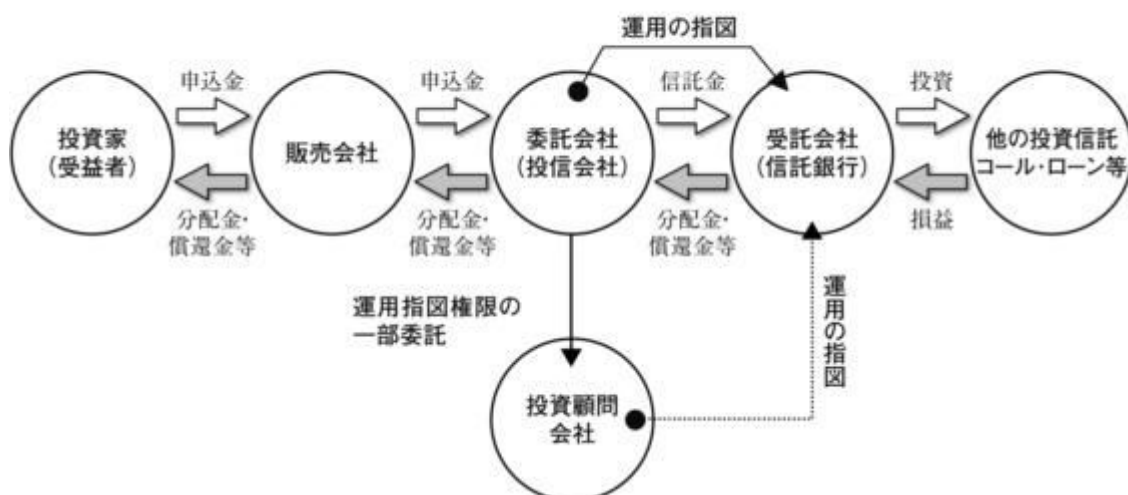 運用の指図
申込金
申込金
信託金
投資
投資家
(受益者)
販売会社
委託会社
(投信会社)
受託会社
(信託銀行)
他の投資信託
コール・ローン等
分配金・
償還金等
分配金・
償還金等
分配金・
償還金等
損益
運用指図権限の
一部委託
運用の指図
投資顧問
会社